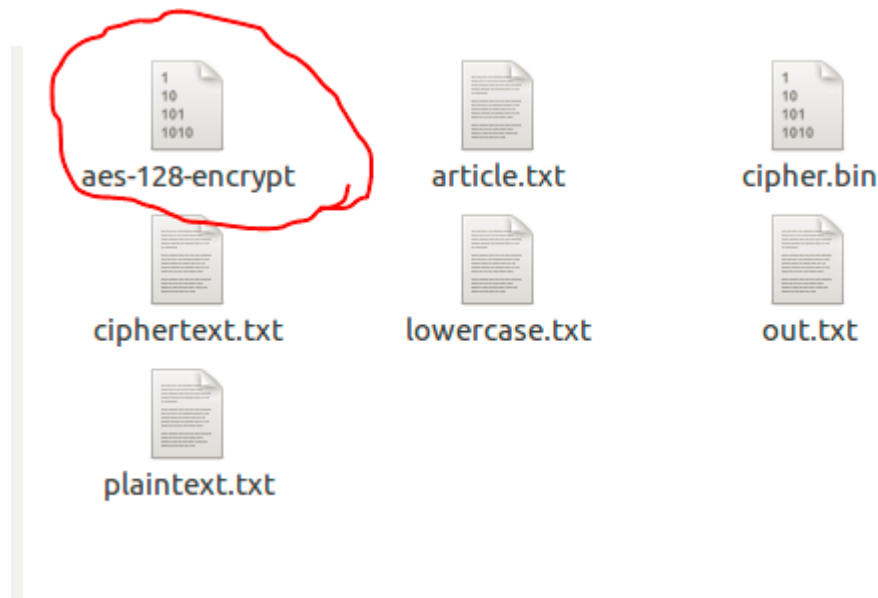 1
10
101
1010
1
10
101
1010
aes-128-encrypt
article.txt
cipher.bin
ciphertext.txt
lowercase.txt
out.txt
plaintext.txt